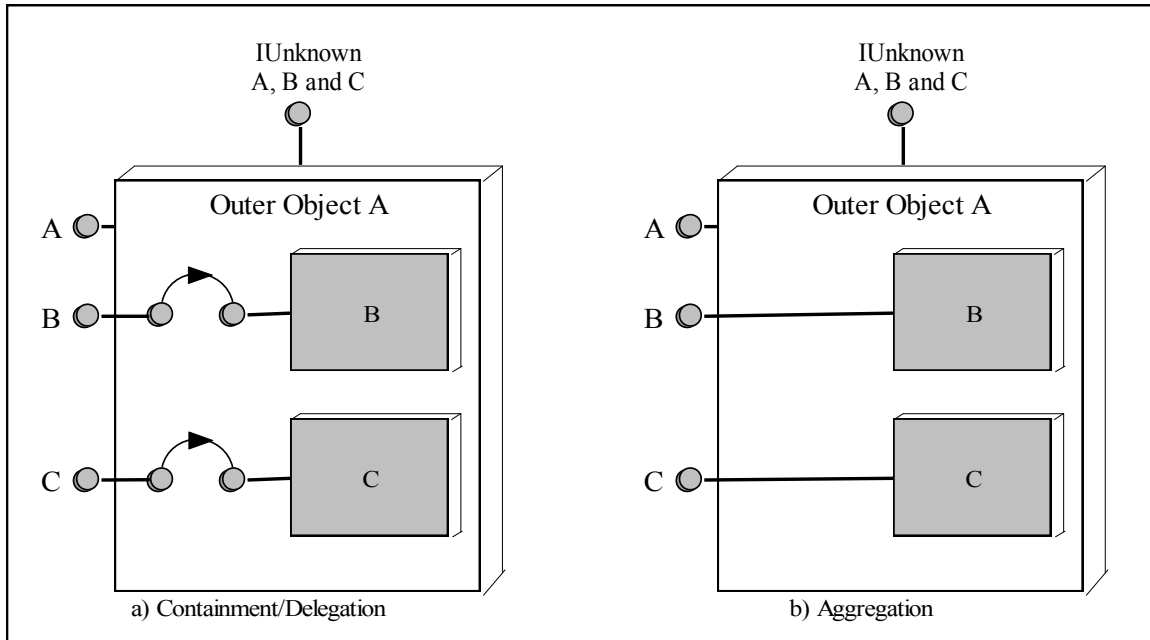 IUnknown
A, B and C
Outer Object A
A
B
B
C
C
a) Containment/Delegation
IUnknown
A, B and C
Outer Object A
A
B
B
C
C
b) Aggregation